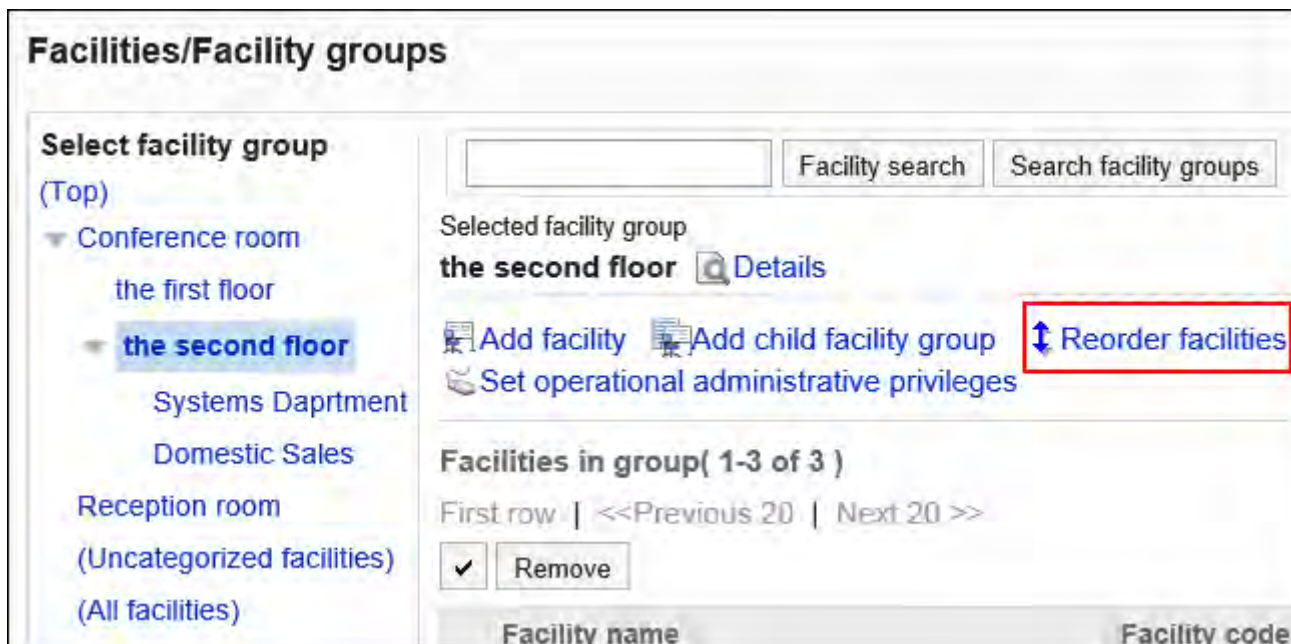 Facilities/Facility groups
Select facility group
(Top)
Conference room
the first floor
the second floor
Systems Daprtment
Domestic Sales
Reception room
(Uncategorized facilities)
(All facilities)
Facility search
Search facility groups
Selected facility group
the second floor Details
Add facility Add child facility group Reorder facilities
Set operational administrative privileges
Facilities in group( 1-3 of 3 )
First row | <<Previous 20 | Next 20 >>
Remove
Facility name Facility code